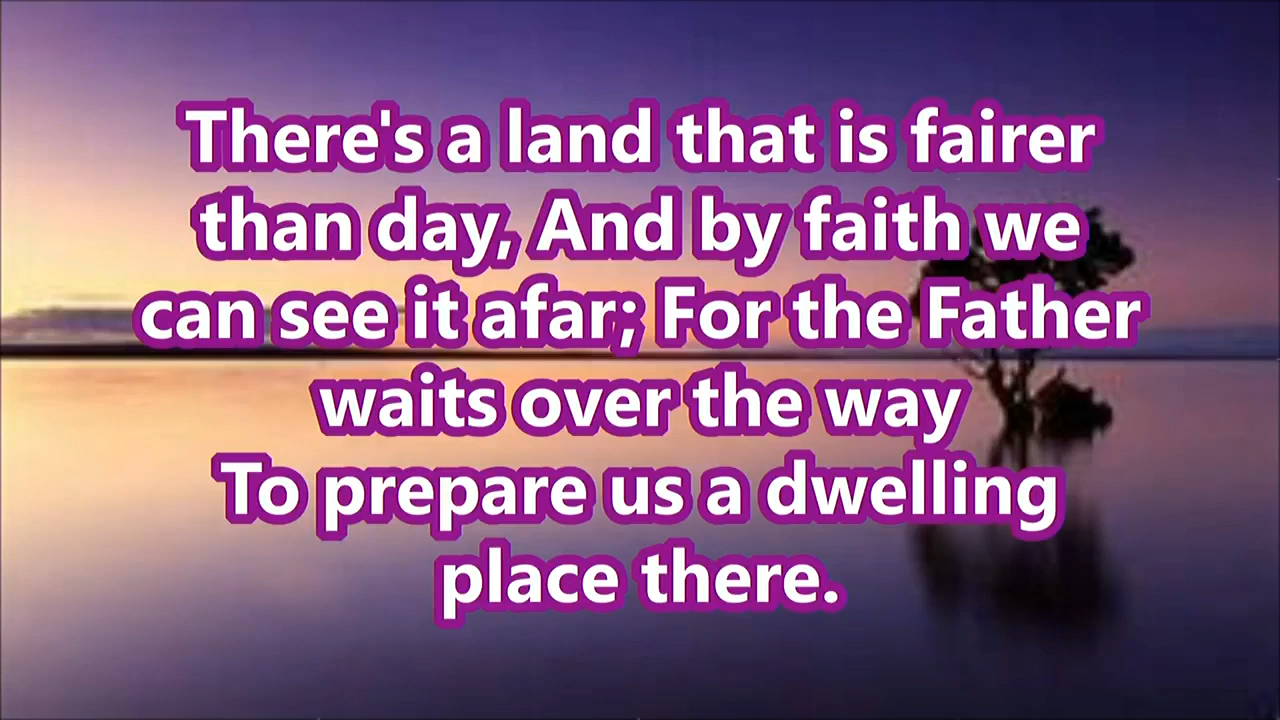 There's a land that is fairer
than day, And by faith we
can see it afar; For the Father
waits over the way
To prepare us a dwelling
place there.